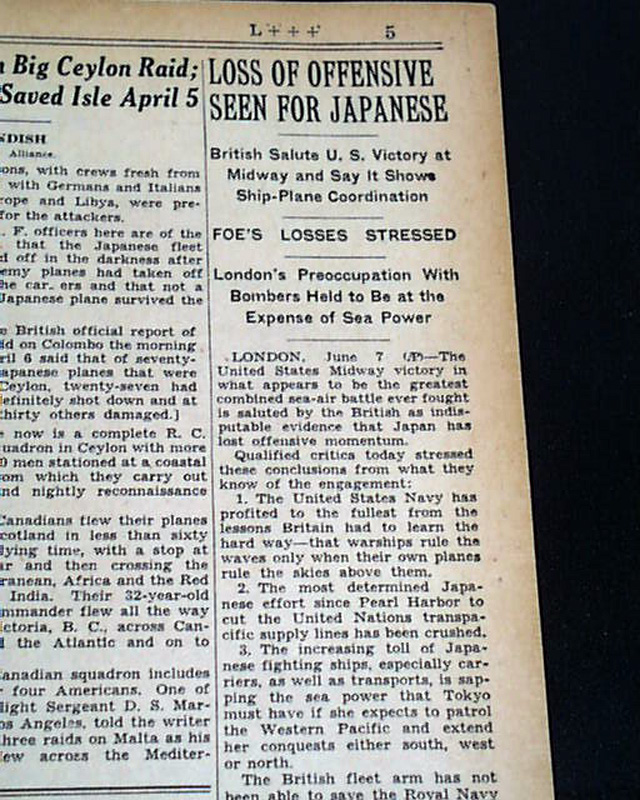 L+++ 5
Big Ceylon Raid;
Saved Isle April 5
NDISH
Alliance.
ons, with crews fresh from
with Germans and Italians
rope and Libya, were pre-
for the attackers.
. F. officers here are of the
that the Japanese fleet
d off in the darkness after
emy planes had taken off
he car.. ers and that not a
Japanese plane survived the
e British official report of
id on Colombo the morning
ril 6 said that of seventy-
apanese planes that were
Ceylon, twenty-seven had
efinitely shot down and at
thirty others damaged.]
e now is a complete R. C.
uadron in Ceylon with more
0 men stationed at a coastal
om which they carry out
nd nightly reconnaissance
Canadians flew their planes
cotland in less than sixty
lying time, with a stop at
ar and then crossing the
ranean, Africa and the Red
India. Their 32-year-old
mmander flew all the way
ictoria, B. C., across Can-
the Atlantic and on to
anadian squadron includes
four Americans. One of
light Sergeant D. S. Mar-
os Angeles, told the writer
three raids on Malta as his
ew across the Mediter-
LOSS OF OFFENSIVE
SEEN FOR JAPANESE
British Salute U. S. Victory at
Midway and Say It Shows
Ship-Plane Coordination
FOE'S LOSSES STRESSED
London's Preoccupation With
Bombers Held to Be at the
Expense of Sea Power
LONDON, June 7 (AP)—The
United States Midway victory in
what appears to be the greatest
combined sea-air battle ever fought
is saluted by the British as indis-
putable evidence that Japan has
lost offensive momentum.
Qualified critics today stressed
these conclusions from what they
know of the engagement:
1. The United States Navy has
profited to the fullest from the
lessons Britain had to learn the
hard way—that warships rule the
waves only when their own planes
rule the skies above them.
2. The most determined Japa-
nese effort since Pearl Harbor to
cut the United Nations transpa-
cific supply lines has been crushed.
3. The increasing toll of Japa-
nese fighting ships, especially car-
riers, as well as transports, is sap-
ping the sea power that Tokyo
must have if she expects to patrol
the Western Pacific and extend
her conquests either south, west
or north.
The British fleet arm has not
been able to save the Royal Navy